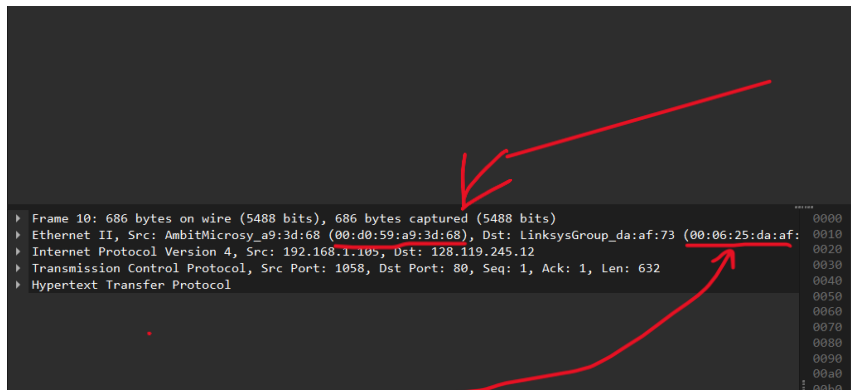 Frame 10: 686 bytes on wire (5488 bits), 686 bytes captured (5488 bits)
Ethernet II, Src: AmbitMicrosy_a9:3d:68 (00:d0:59:a9:3d:68), Dst: LinksysGroup_da:af:73 (00:06:25:da:af:
Internet Protocol Version 4, Src: 192.168.1.105, Dst: 128.119.245.12
Transmission Control Protocol, Src Port: 1058, Dst Port: 80, Seq: 1, Ack: 1, Len: 632
Hypertext Transfer Protocol
0000
0010
0020
0030
0040
0050
0060
0070
0080
0090
00a0
00b0